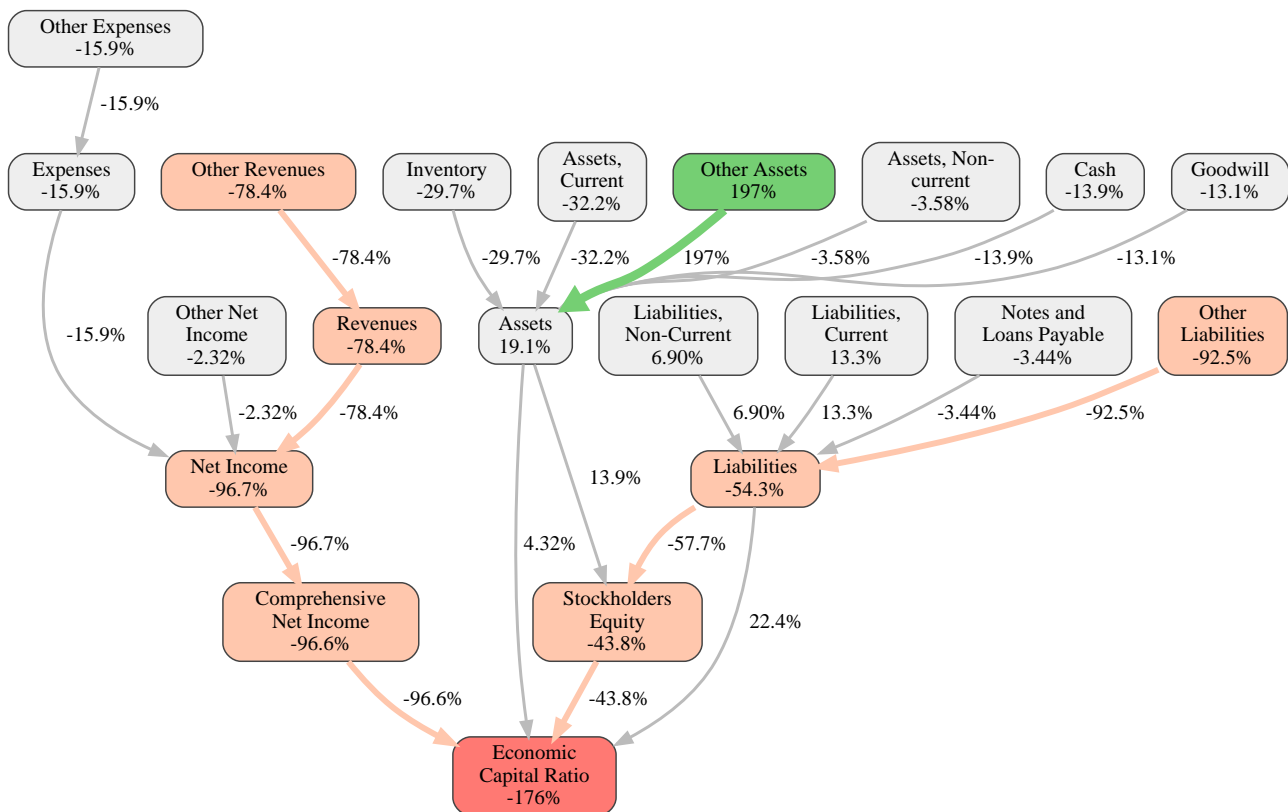 Other Expenses
-15.9%
-15.9%
Expenses
-15.9%
Other Revenues
-78.4%
Inventory
-29.7%
Assets,
Current
-32.2%
Other Assets
197%
Assets, Non-
current
-3.58%
Cash
-13.9%
Goodwill
-13.1%
-78.4%
-29.7%
-32.2%
197%
-3.58%
-13.9%
-13.1%
-15.9%
Other Net
Income
-2.32%
Revenues
-78.4%
Assets
19.1%
Liabilities,
Non-Current
6.90%
Liabilities,
Current
13.3%
Notes and
Loans Payable
-3.44%
Other
Liabilities
-92.5%
-2.32%
-78.4%
6.90%
13.3%
-3.44%
-92.5%
Net Income
-96.7%
13.9%
Liabilities
-54.3%
-96.7%
4.32%
-57.7%
Comprehensive
Net Income
-96.6%
Stockholders
Equity
-43.8%
22.4%
-96.6%
-43.8%
Economic
Capital Ratio
-176%